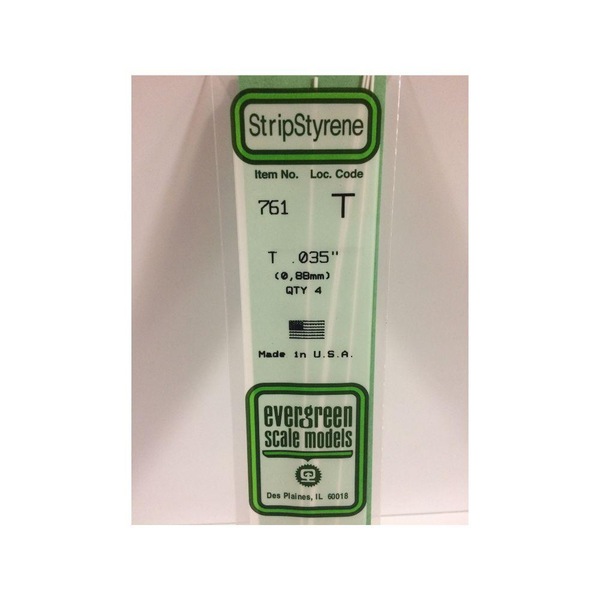 StripStyrene
Item No. Loc. Code
761 T
T .035"
(0,88mm)
QTY 4
Made in U.S.A.
evergreen
scale models
Des Plaines, IL 60018